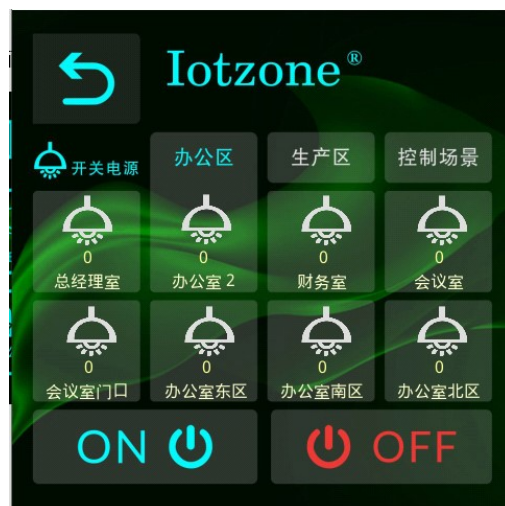 Iotzone®
开关电源
办公区
生产区
控制场景
0
0
0
0
总经理室
办公室 2
财务室
会议室
0
0
0
0
会议室门口
办公室东区
办公室南区
办公室北区
ON
OFF